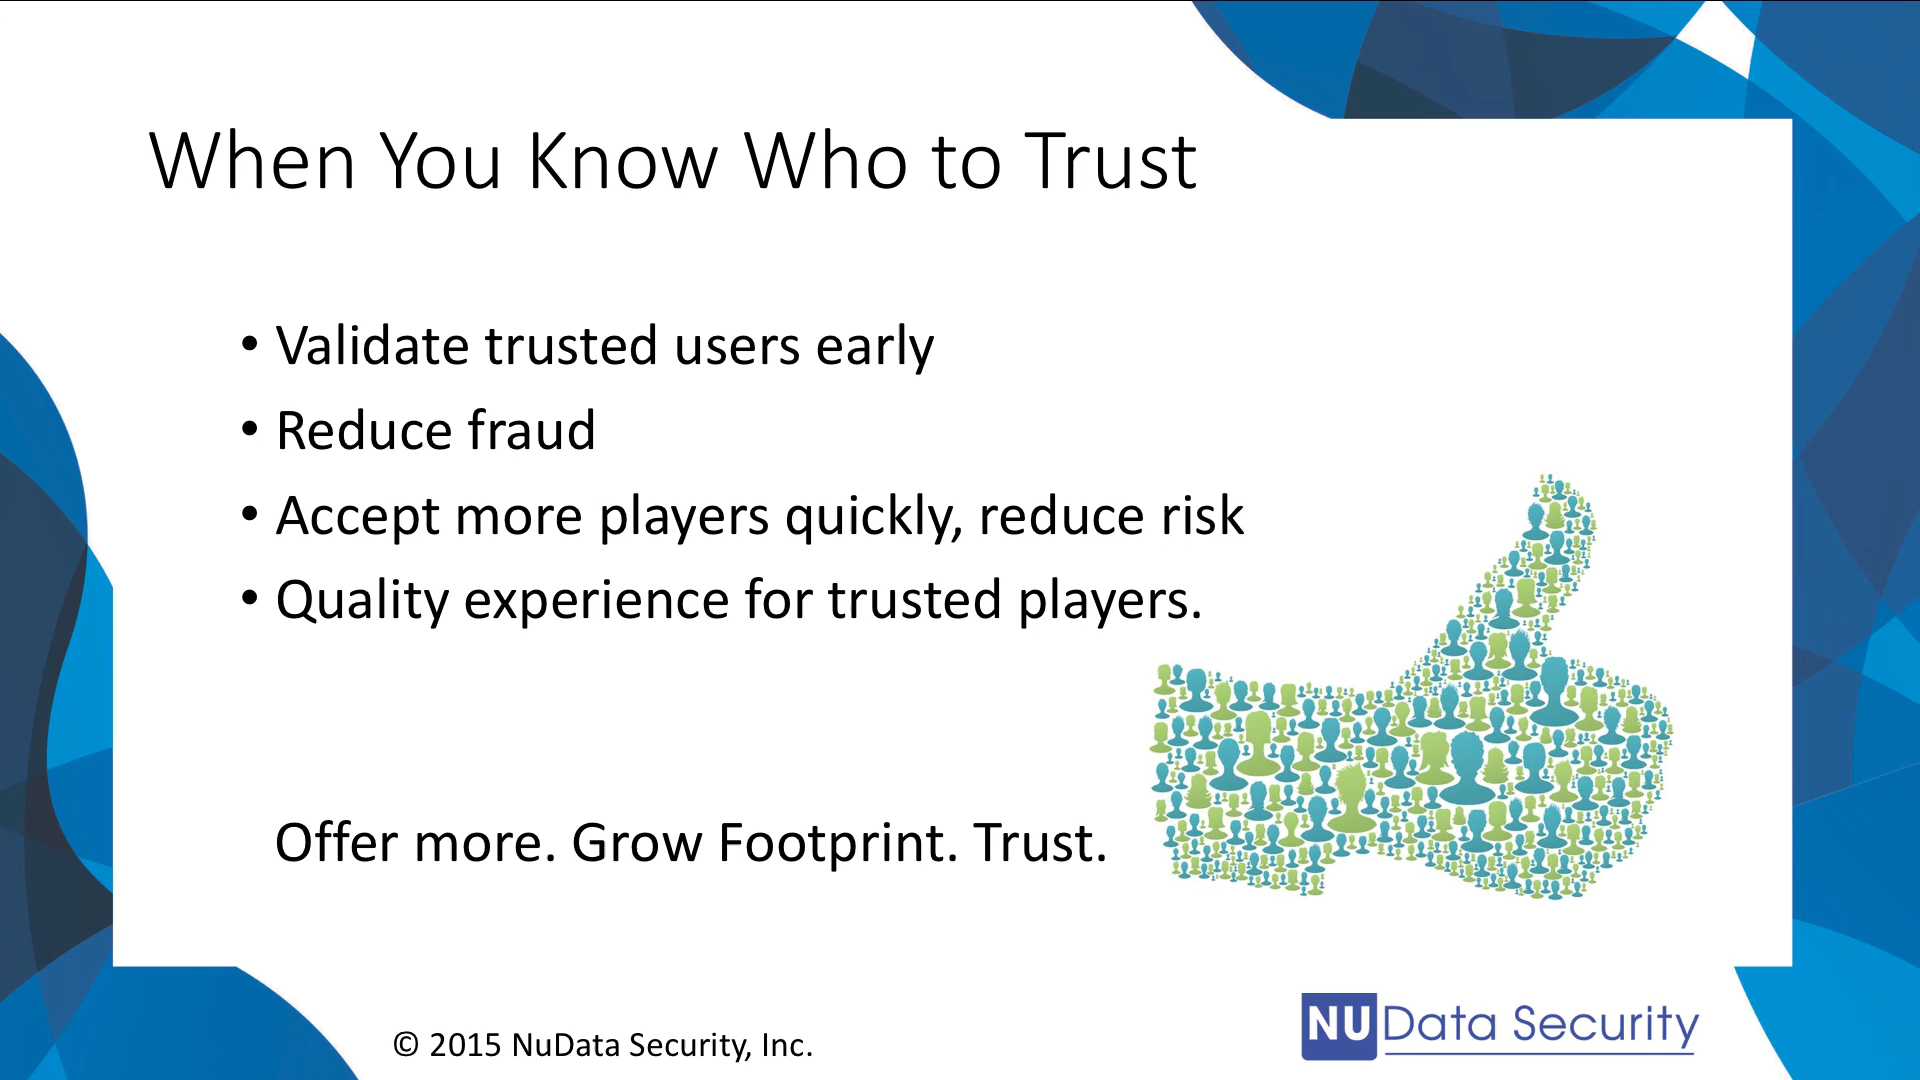 When You Know Who to Trust
• Validate trusted users early
• Reduce fraud
• Accept more players quickly, reduce risk
• Quality experience for trusted players.
Offer more. Grow Footprint. Trust.
© 2015 NuData Security, Inc.
NU Data Security